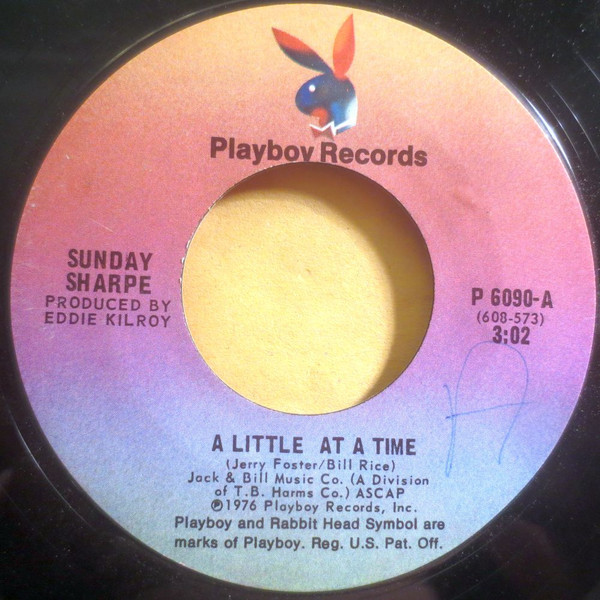 Playboy Records
SUNDAY
SHARPE
PRODUCED BY
EDDIE KILROY
P 6090-A
(608-573)
3:02
A
A LITTLE AT A TIME
(Jerry Foster/Bill Rice)
Jack & Bill Music Co. (A Division
of T.B. Harms Co.) ASCAP
℗1976 Playboy Records, Inc.
Playboy and Rabbit Head Symbol are
marks of Playboy. Reg. U.S. Pat. Off.